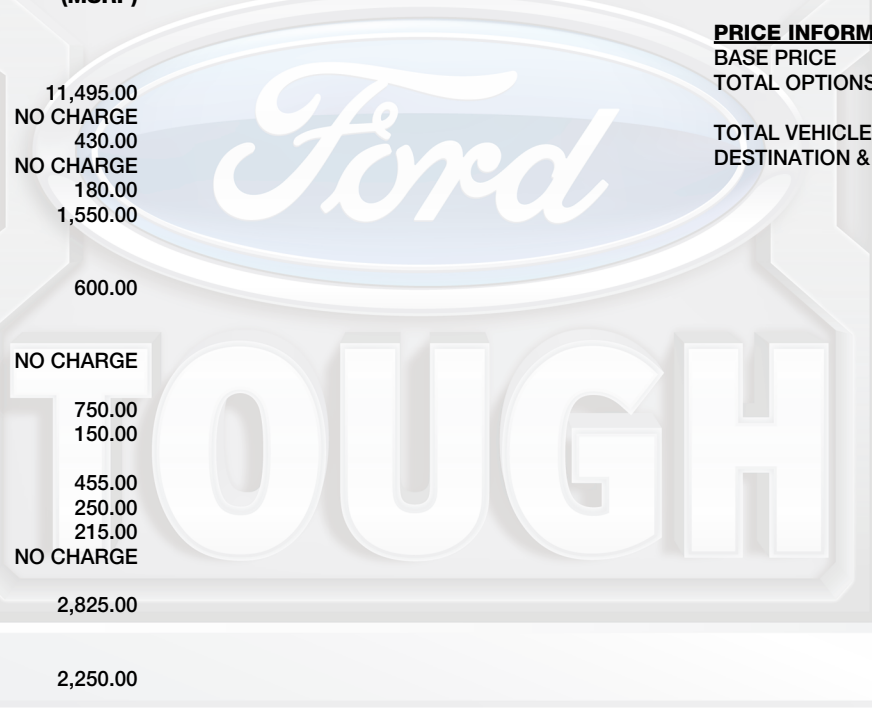 (MSRP)
11,495.00
NO CHARGE
430.00
NO CHARGE
180.00
1,550.00
600.00
NO CHARGE
750.00
150.00
455.00
250.00
215.00
NO CHARGE
2,825.00
2,250.00
PRICE INFORM
BASE PRICE
TOTAL OPTIONS
TOTAL VEHICLE
DESTINATION &
Ford
TOUGH